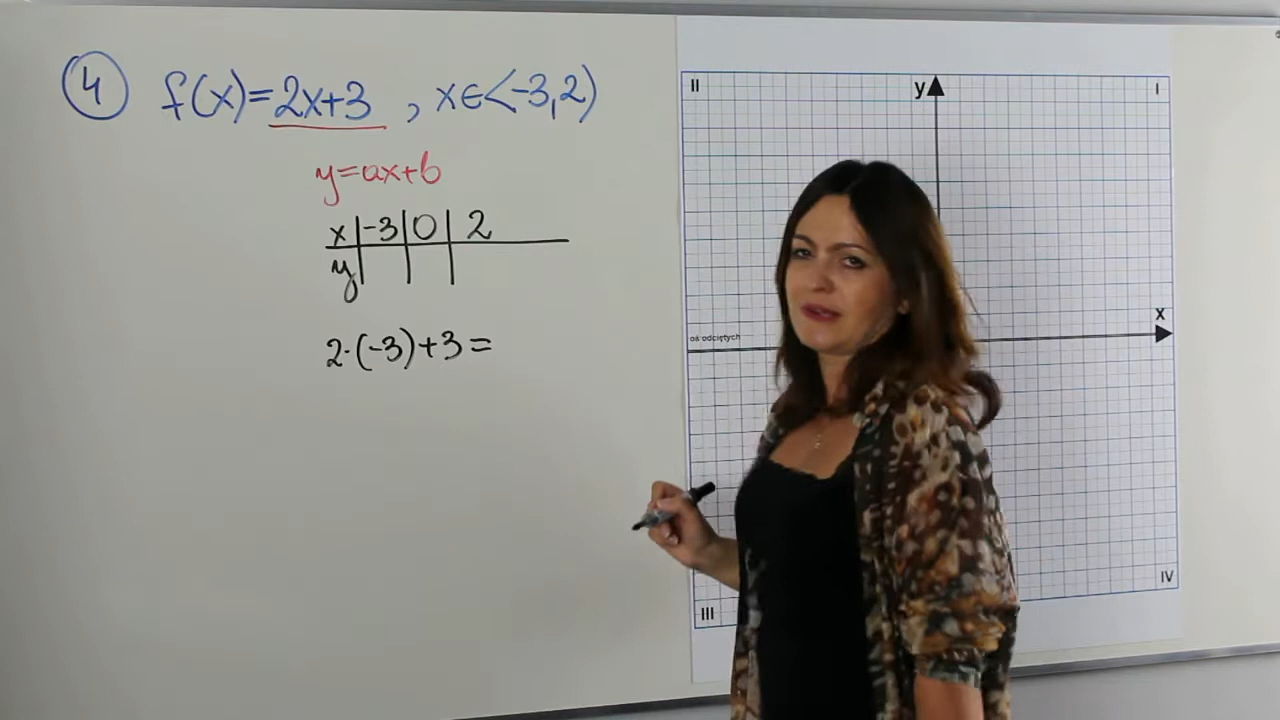 4 f(x)=2x+3 , x∈<-3,2)
y=ax+b
x -3 0 2
y
2·(-3)+3=
II
y
I
x
oś odciętych
III
IV